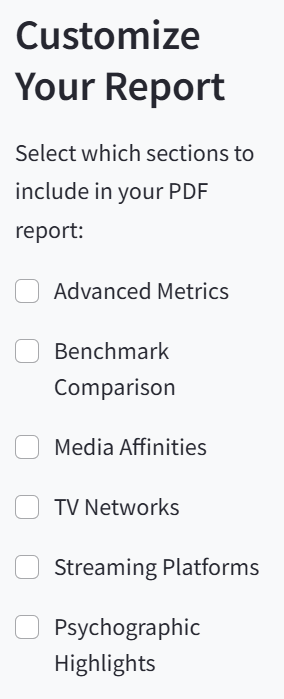 Customize
Your Report
Select which sections to
include in your PDF
report:
Advanced Metrics
Benchmark
Comparison
Media Affinities
TV Networks
Streaming Platforms
Psychographic
Highlights